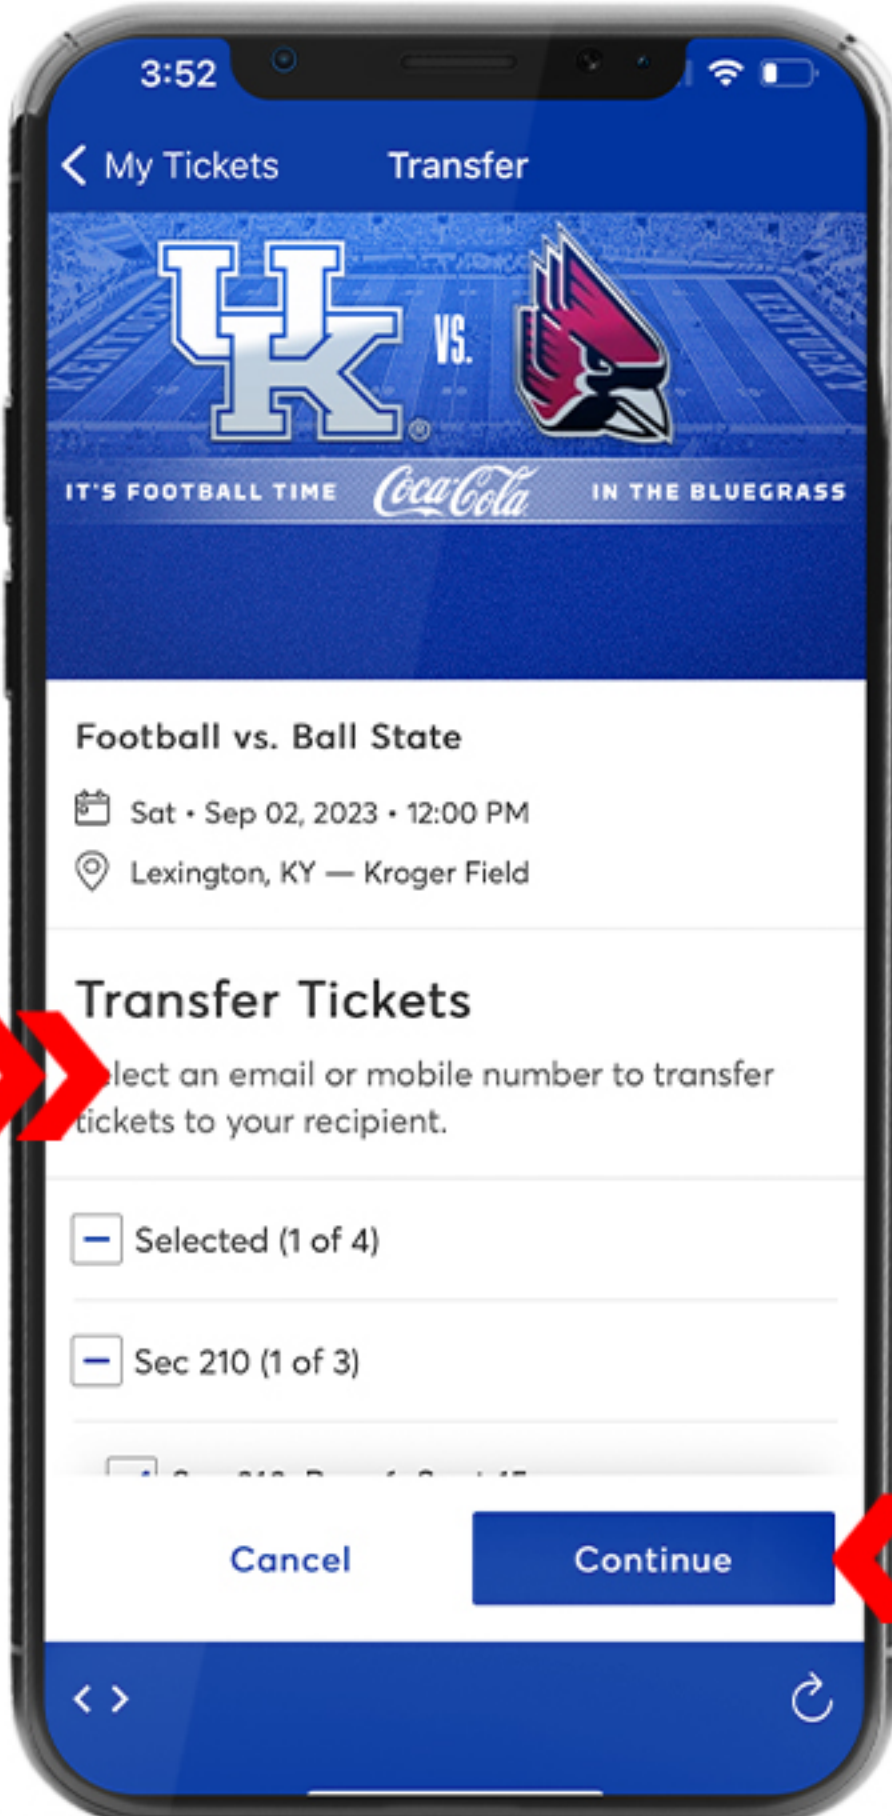 3:52
My Tickets
Transfer
UK
VS.
®
IT'S FOOTBALL TIME
Coca-Cola
IN THE BLUEGRASS
KENTUCKY
KENTUCKY
Football vs. Ball State
Sat • Sep 02, 2023 • 12:00 PM
Lexington, KY — Kroger Field
Transfer Tickets
lect an email or mobile number to transfer
tickets to your recipient.
Selected (1 of 4)
Sec 210 (1 of 3)
Cancel
Continue